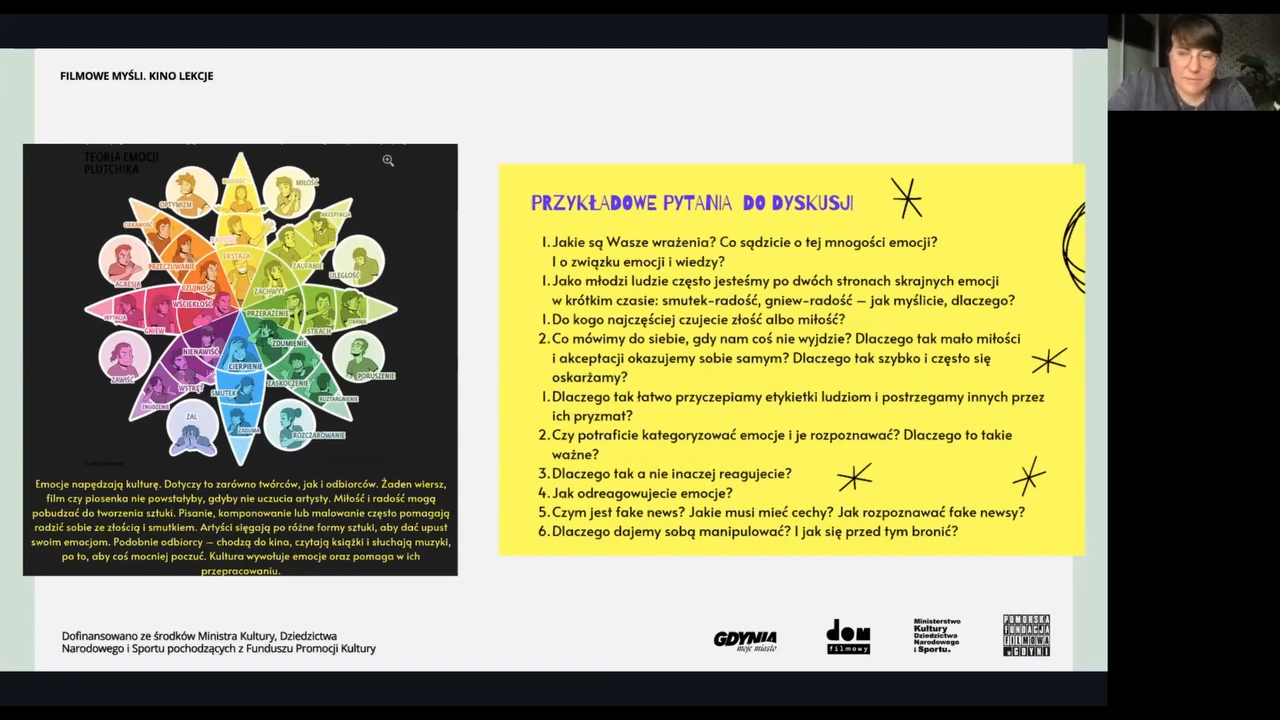 FILMOWE MYŚLI. KINO LEKCJE
TEORIA EMOCJI
PLUTCHIKA
OPTYMIZM
MIŁOŚĆ
CIEKAWOŚĆ
AKCEPTACJA
EKSTAZA
PRZECZUWANIE
ZAUFANIE
ULEGŁOŚĆ
AGRESJA
CZUJNOŚĆ
ZACHWYT
WŚCIEKŁOŚĆ
PRZERAŻENIE
IRYTACJA
GNIEW
STRACH
OBAWA
NIENAWIŚĆ
ZDUMIENIE
CIERPIENIE
ZAWIŚĆ
WSTRĘT
SMUTEK
ZASKOCZENIE
PORUSZENIE
ZNUDZENIE
ROZTARGNIENIE
ŻAL
ZADUMA
ROZCZAROWANIE
Emocje napędzają kulturę. Dotyczy to zarówno twórców, jak i odbiorców. Żaden wiersz,
film czy piosenka nie powstałyby, gdyby nie uczucia artysty. Miłość i radość mogą
pobudzać do tworzenia sztuki. Pisanie, komponowanie lub malowanie często pomagają
radzić sobie ze złością i smutkiem. Artyści sięgają po różne formy sztuki, aby dać upust
swoim emocjom. Podobnie odbiorcy – chodzą do kina, czytają książki i słuchają muzyki,
po to, aby coś mocniej poczuć. Kultura wywołuje emocje oraz pomaga w ich
przepracowaniu.
PRZYKŁADOWE PYTANIA DO DYSKUSJI
1. Jakie są Wasze wrażenia? Co sądzicie o tej mnogości emocji?
I o związku emocji i wiedzy?
1. Jako młodzi ludzie często jesteśmy po dwóch stronach skrajnych emocji
w krótkim czasie: smutek-radość, gniew-radość – jak myślicie, dlaczego?
1. Do kogo najczęściej czujecie złość albo miłość?
2. Co mówimy do siebie, gdy nam coś nie wyjdzie? Dlaczego tak mało miłości
i akceptacji okazujemy sobie samym? Dlaczego tak szybko i często się
oskarżamy?
1. Dlaczego tak łatwo przyczepiamy etykietki ludziom i postrzegamy innych przez
ich pryzmat?
2. Czy potraficie kategoryzować emocje i je rozpoznawać? Dlaczego to takie
ważne?
3. Dlaczego tak a nie inaczej reagujecie?
4. Jak odreagowujecie emocje?
5. Czym jest fake news? Jakie musi mieć cechy? Jak rozpoznawać fake newsy?
6. Dlaczego dajemy sobą manipulować? I jak się przed tym bronić?
Dofinansowano ze środków Ministra Kultury, Dziedzictwa
Narodowego i Sportu pochodzących z Funduszu Promocji Kultury
GDYNIA
moje miasto
dom
filmowy
Ministerstwo
Kultury
Dziedzictwa
Narodowego
i Sportu.
POMORSKA
FUNDACJA
FILMOWA
W GDYNI